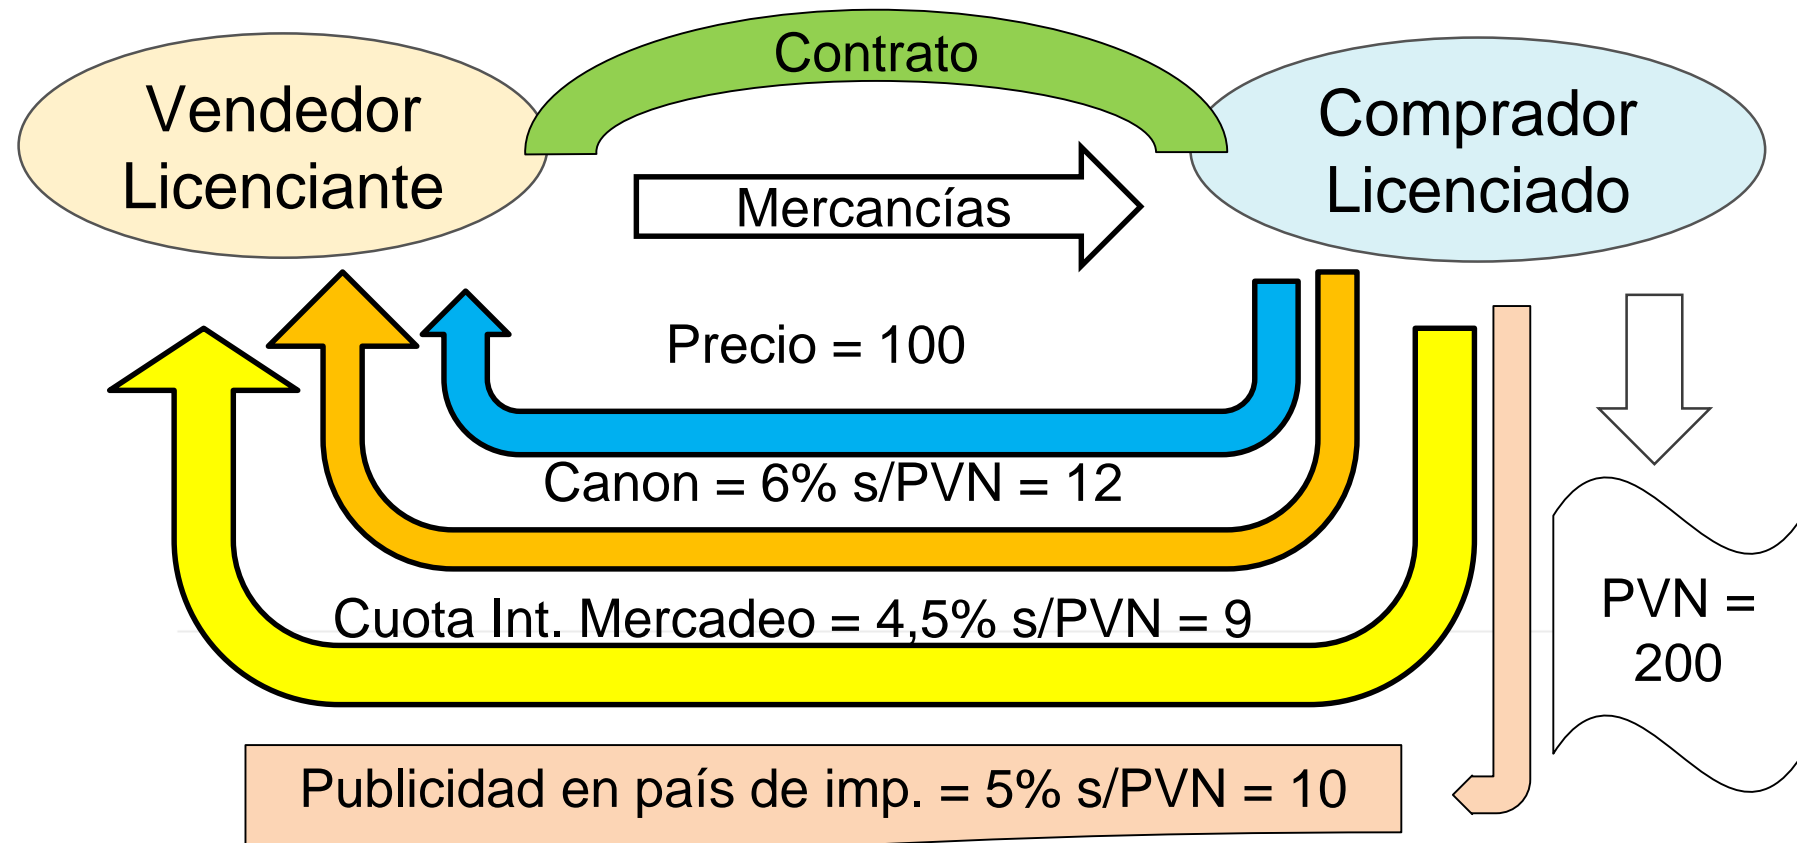 Contrato
Vendedor
Licenciante
Comprador
Licenciado
Mercancías
Precio = 100
Canon = 6% s/PVN = 12
Cuota Int. Mercadeo = 4,5% s/PVN = 9
PVN =
200
Publicidad en país de imp. = 5% s/PVN = 10